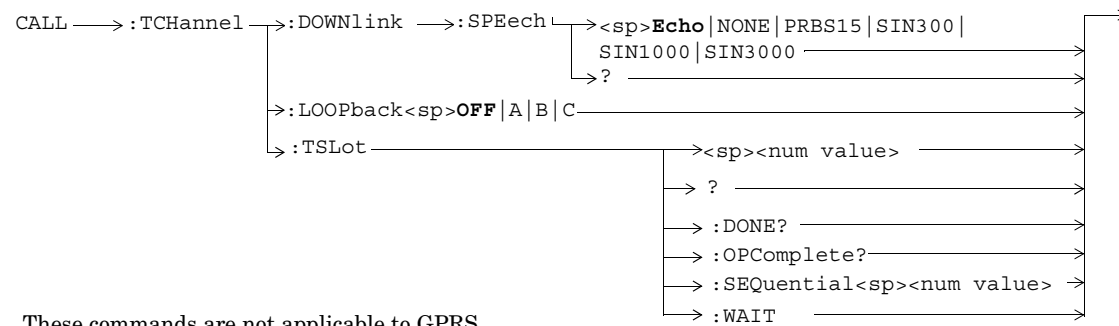 CALL :TCHannel :DOWNlink :SPEech <sp>Echo|NONE|PRBS15|SIN300|
SIN1000|SIN3000
?
:LOOPback<sp>OFF|A|B|C
:TSLot <sp><num value>
?
:DONE?
:OPComplete?
:SEQuential<sp><num value>
:WAIT
These commands are not applicable to GPRS